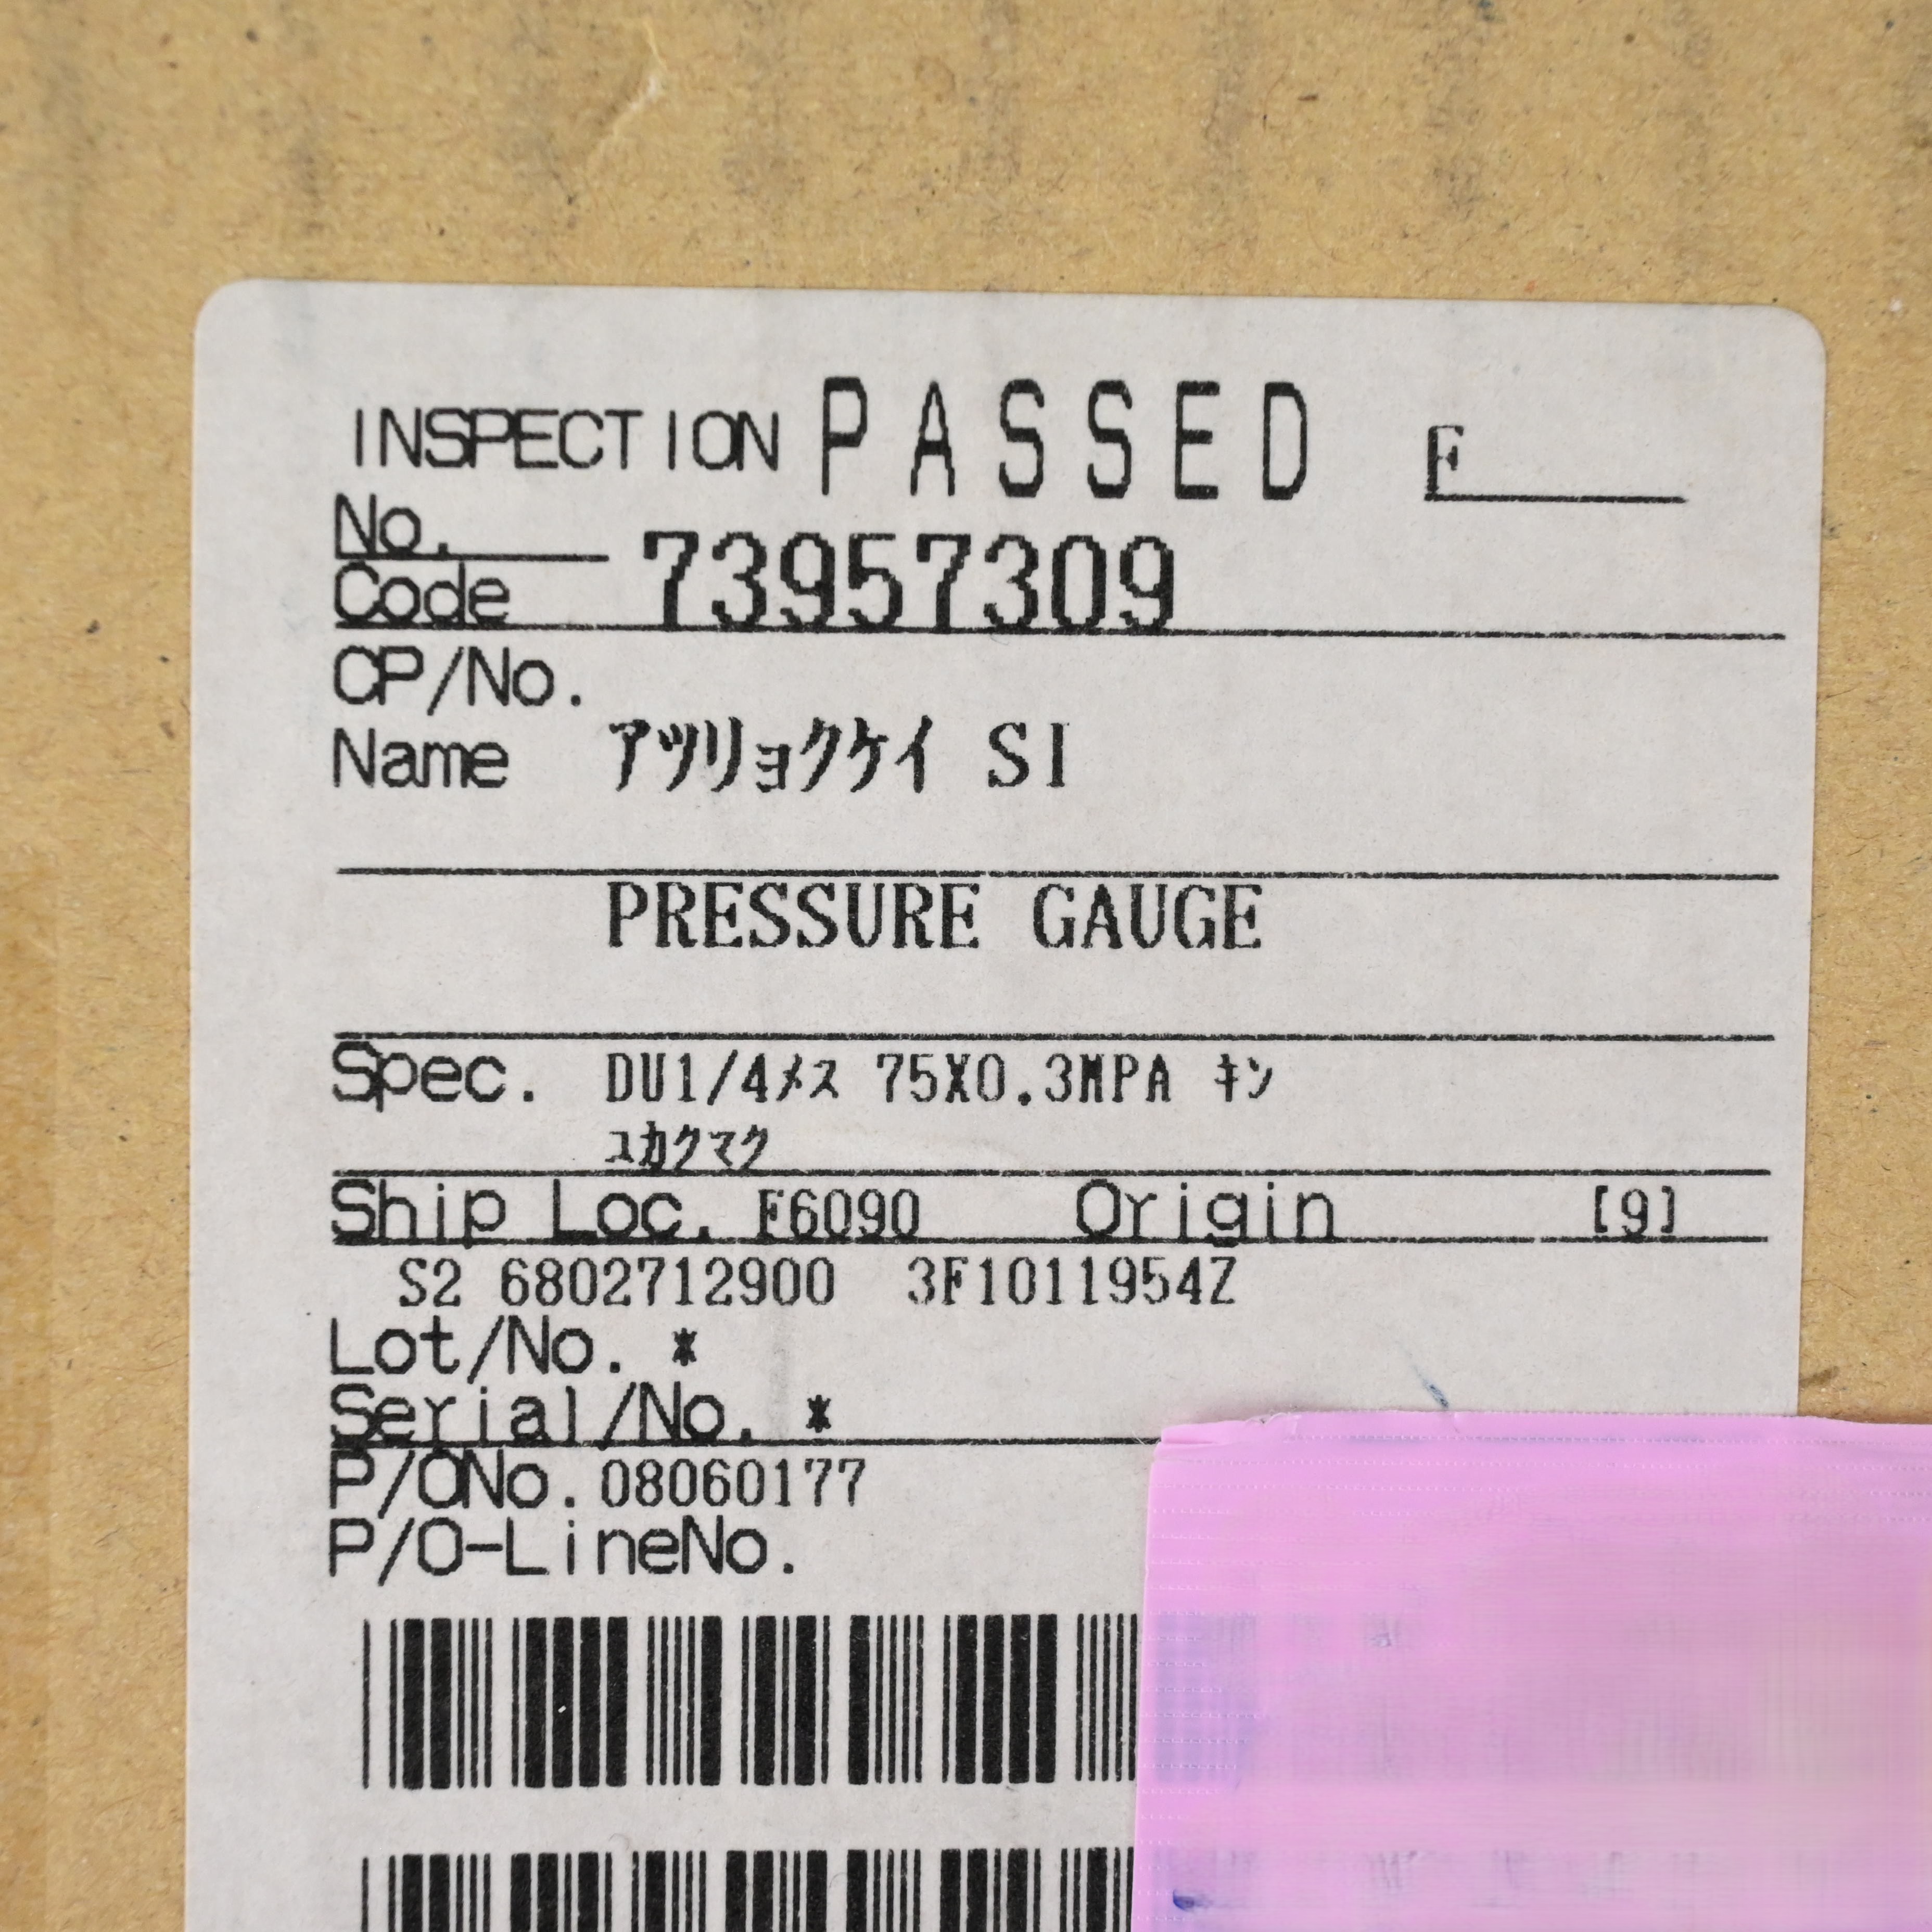 INSPECTION PASSED F
No.
Code 73957309
CP/No.
Name ｱﾂﾘｮｸｹｲ SI
PRESSURE GAUGE
Spec. DU1/4ﾒｽ 75X0.3MPA ｷﾝ
ﾕｶｸﾏｸ
Ship Loc. F6090 Origin [9]
S2 6802712900 3F1011954Z
Lot/No. *
Serial/No. *
P/ONo. 08060177
P/O-LineNo.